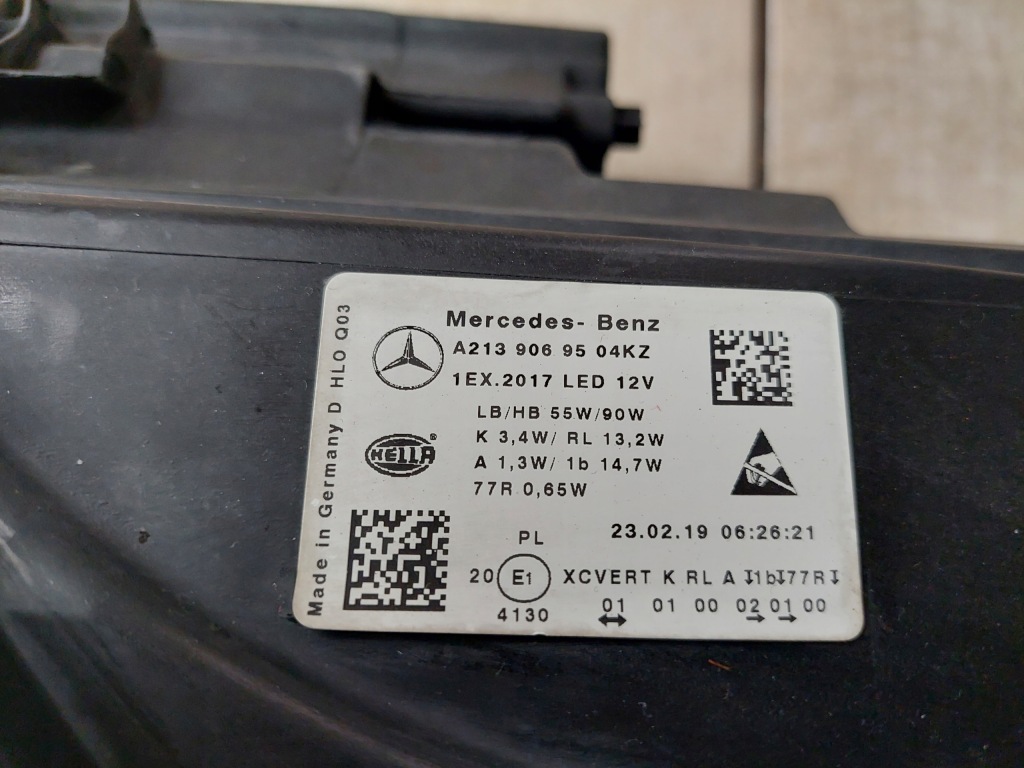 Made in Germany D HLO Q03
Mercedes- Benz
A213 906 95 04KZ
1EX.2017 LED 12V
LB/HB 55W/90W
K 3,4W/ RL 13,2W
HELLA ®
A 1,3W/ 1b 14,7W
77R 0,65W
PL
23.02.19 06:26:21
20 E1 XCVERT K RL A 1b 77R
4130
01 01 00 02 01 00